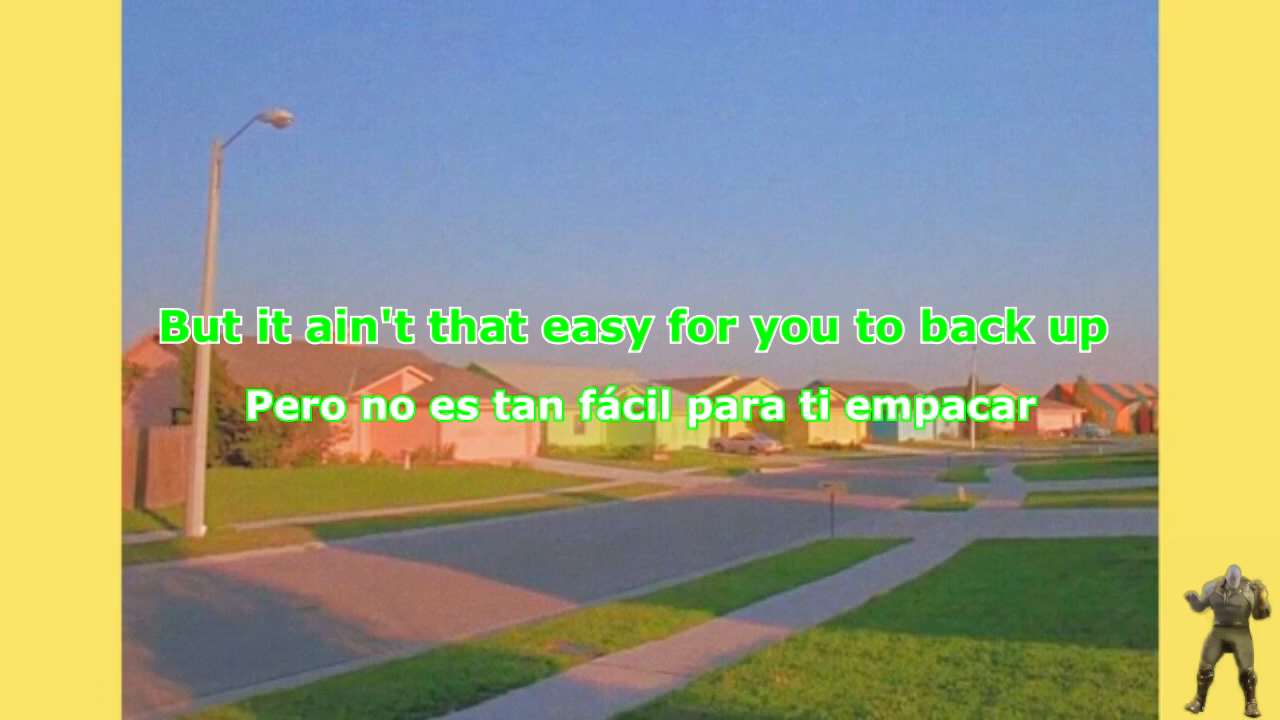 But it ain't that easy for you to back up
Pero no es tan fácil para ti empacar